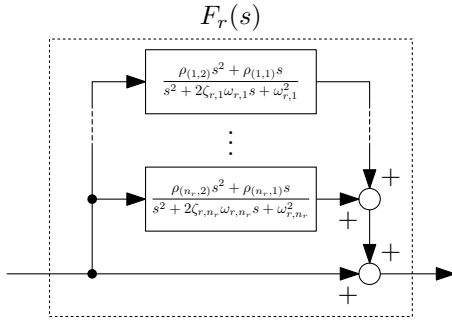 F_r(s)
\frac{\rho_{(1,2)}s^2 + \rho_{(1,1)}s}{s^2 + 2\zeta_{r,1}\omega_{r,1}s + \omega_{r,1}^2}
⋮
\frac{\rho_{(n_r,2)}s^2 + \rho_{(n_r,1)}s}{s^2 + 2\zeta_{r,n_r}\omega_{r,n_r}s + \omega_{r,n_r}^2}
+
+
+
+